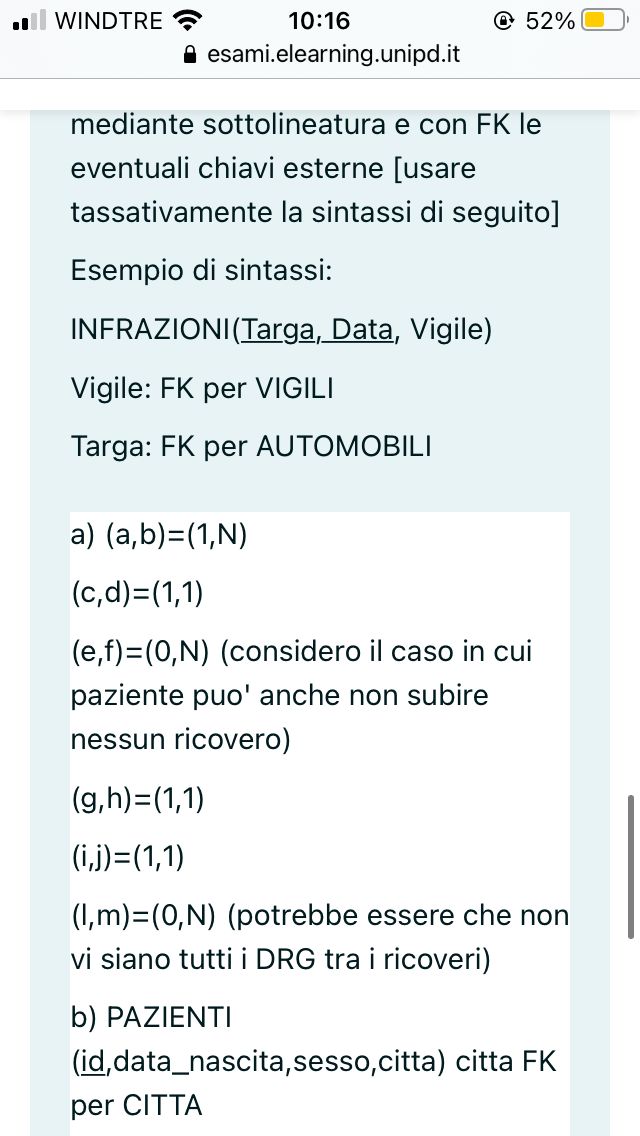 WINDTRE 10:16 52%
esami.elearning.unipd.it
mediante sottolineatura e con FK le
eventuali chiavi esterne [usare
tassativamente la sintassi di seguito]
Esempio di sintassi:
INFRAZIONI(Targa, Data, Vigile)
Vigile: FK per VIGILI
Targa: FK per AUTOMOBILI
a) (a,b)=(1,N)
(c,d)=(1,1)
(e,f)=(0,N) (considero il caso in cui
paziente puo' anche non subire
nessun ricovero)
(g,h)=(1,1)
(i,j)=(1,1)
(l,m)=(0,N) (potrebbe essere che non
vi siano tutti i DRG tra i ricoveri)
b) PAZIENTI
(id,data_nascita,sesso,citta) citta FK
per CITTA